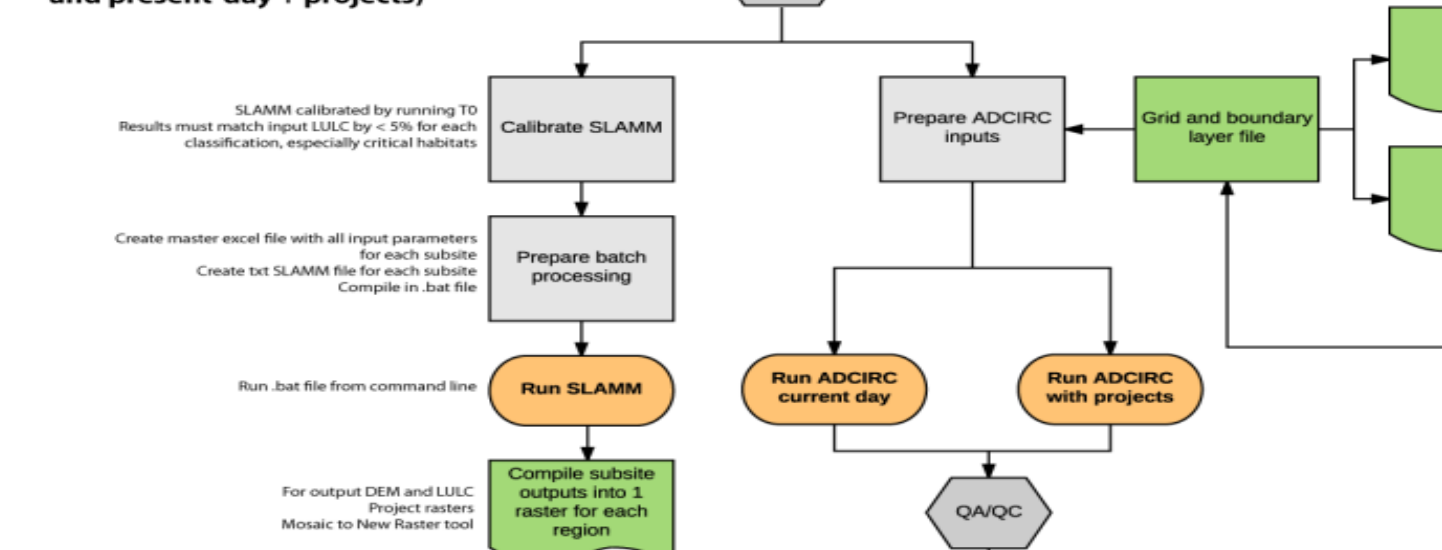 and present-day + projects)
SLAMM calibrated by running T0
Results must match input LULC by < 5% for each
classification, especially critical habitats
Calibrate SLAMM
Prepare ADCIRC
inputs
Grid and boundary
layer file
Create master excel file with all input parameters
for each subsite
Create txt SLAMM file for each subsite
Compile in .bat file
Prepare batch
processing
Run .bat file from command line
Run SLAMM
Run ADCIRC
current day
Run ADCIRC
with projects
For output DEM and LULC
Project rasters
Mosaic to New Raster tool
Compile subsite
outputs into 1
raster for each
region
QA/QC